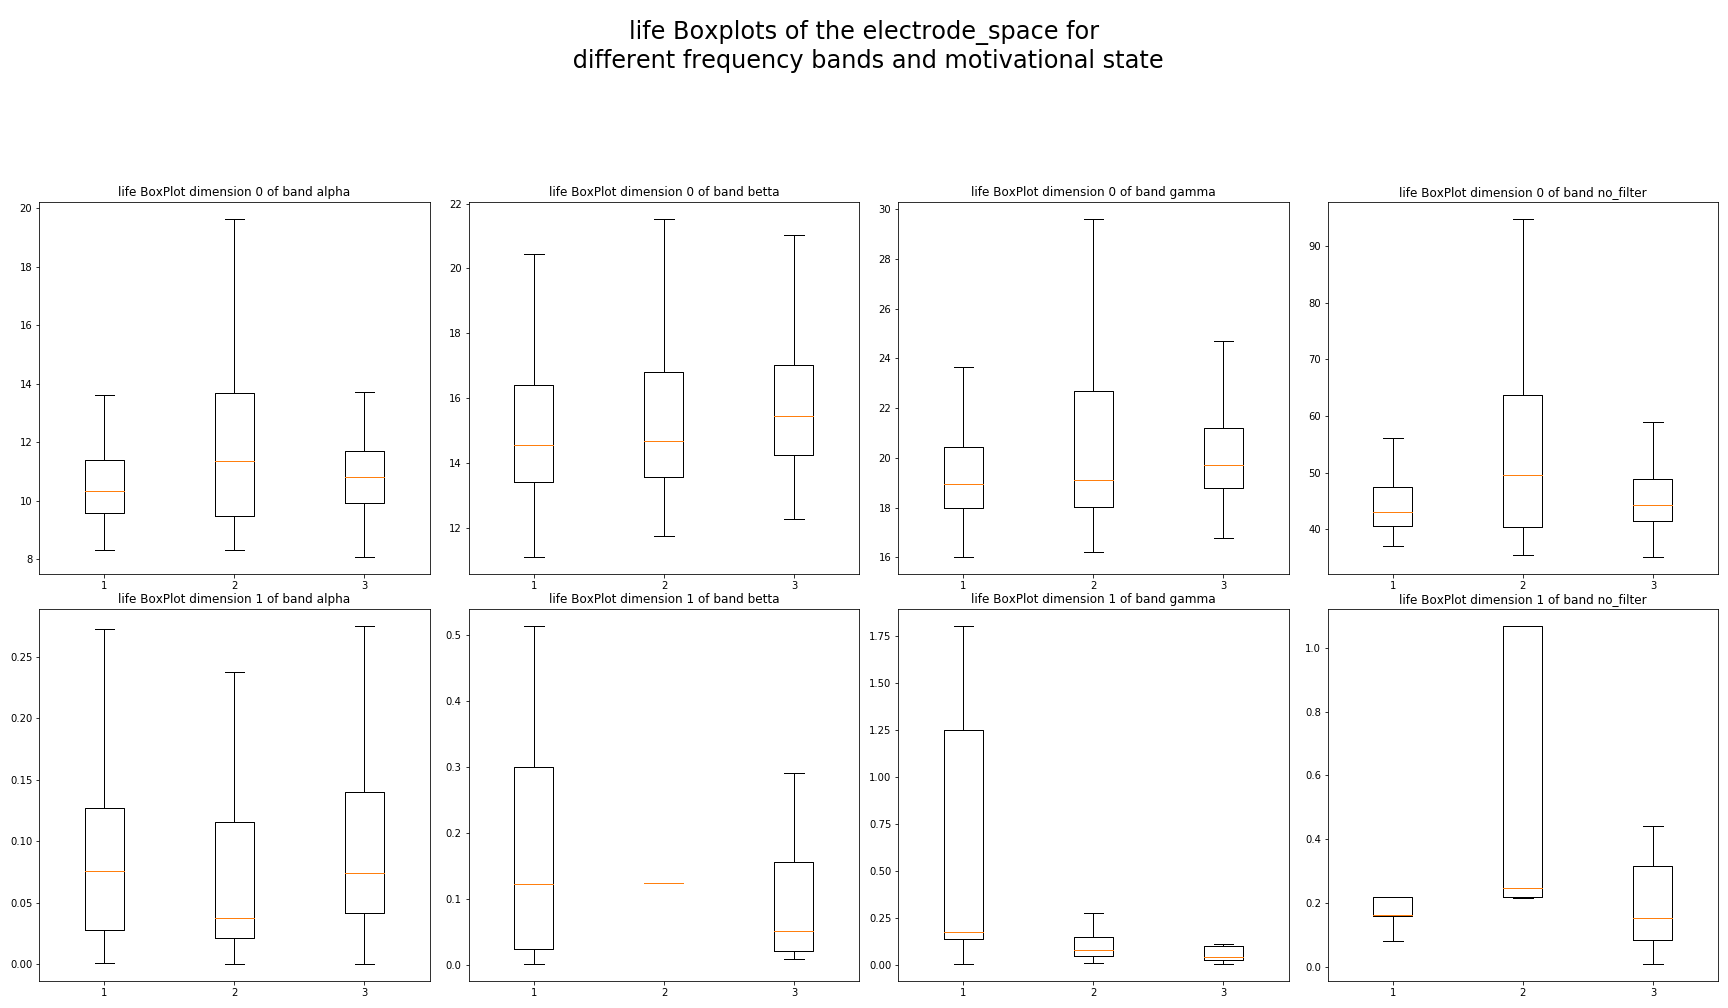 life Boxplots of the electrode_space for
different frequency bands and motivational state
life BoxPlot dimension 0 of band alpha
20
18
16
14
12
10
8
1 2 3
life BoxPlot dimension 0 of band betta
22
20
18
16
14
12
1 2 3
life BoxPlot dimension 0 of band gamma
30
28
26
24
22
20
18
16
1 2 3
life BoxPlot dimension 0 of band no_filter
90
80
70
60
50
40
1 2 3
life BoxPlot dimension 1 of band alpha
0.25
0.20
0.15
0.10
0.05
0.00
1 2 3
life BoxPlot dimension 1 of band betta
0.5
0.4
0.3
0.2
0.1
0.0
1 2 3
life BoxPlot dimension 1 of band gamma
1.75
1.50
1.25
1.00
0.75
0.50
0.25
0.00
1 2 3
life BoxPlot dimension 1 of band no_filter
1.0
0.8
0.6
0.4
0.2
0.0
1 2 3